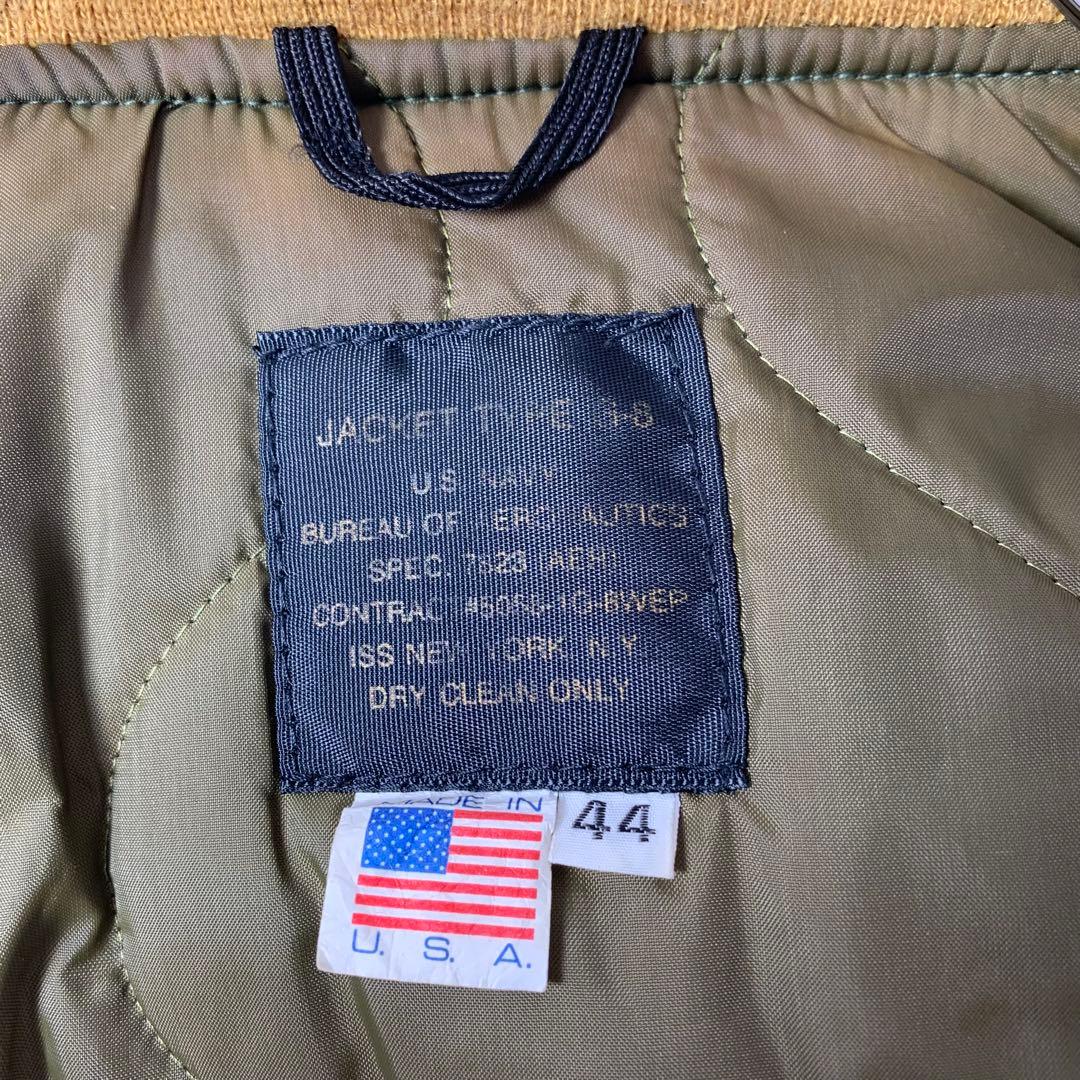 JACKET TYPE G-8
U.S. NAVY
BUREAU OF AERONAUTICS
SPEC. 7823 (AER)
CONTRACT
ISS NEW YORK, N.Y
DRY CLEAN ONLY
MADE IN
44
U. S. A.